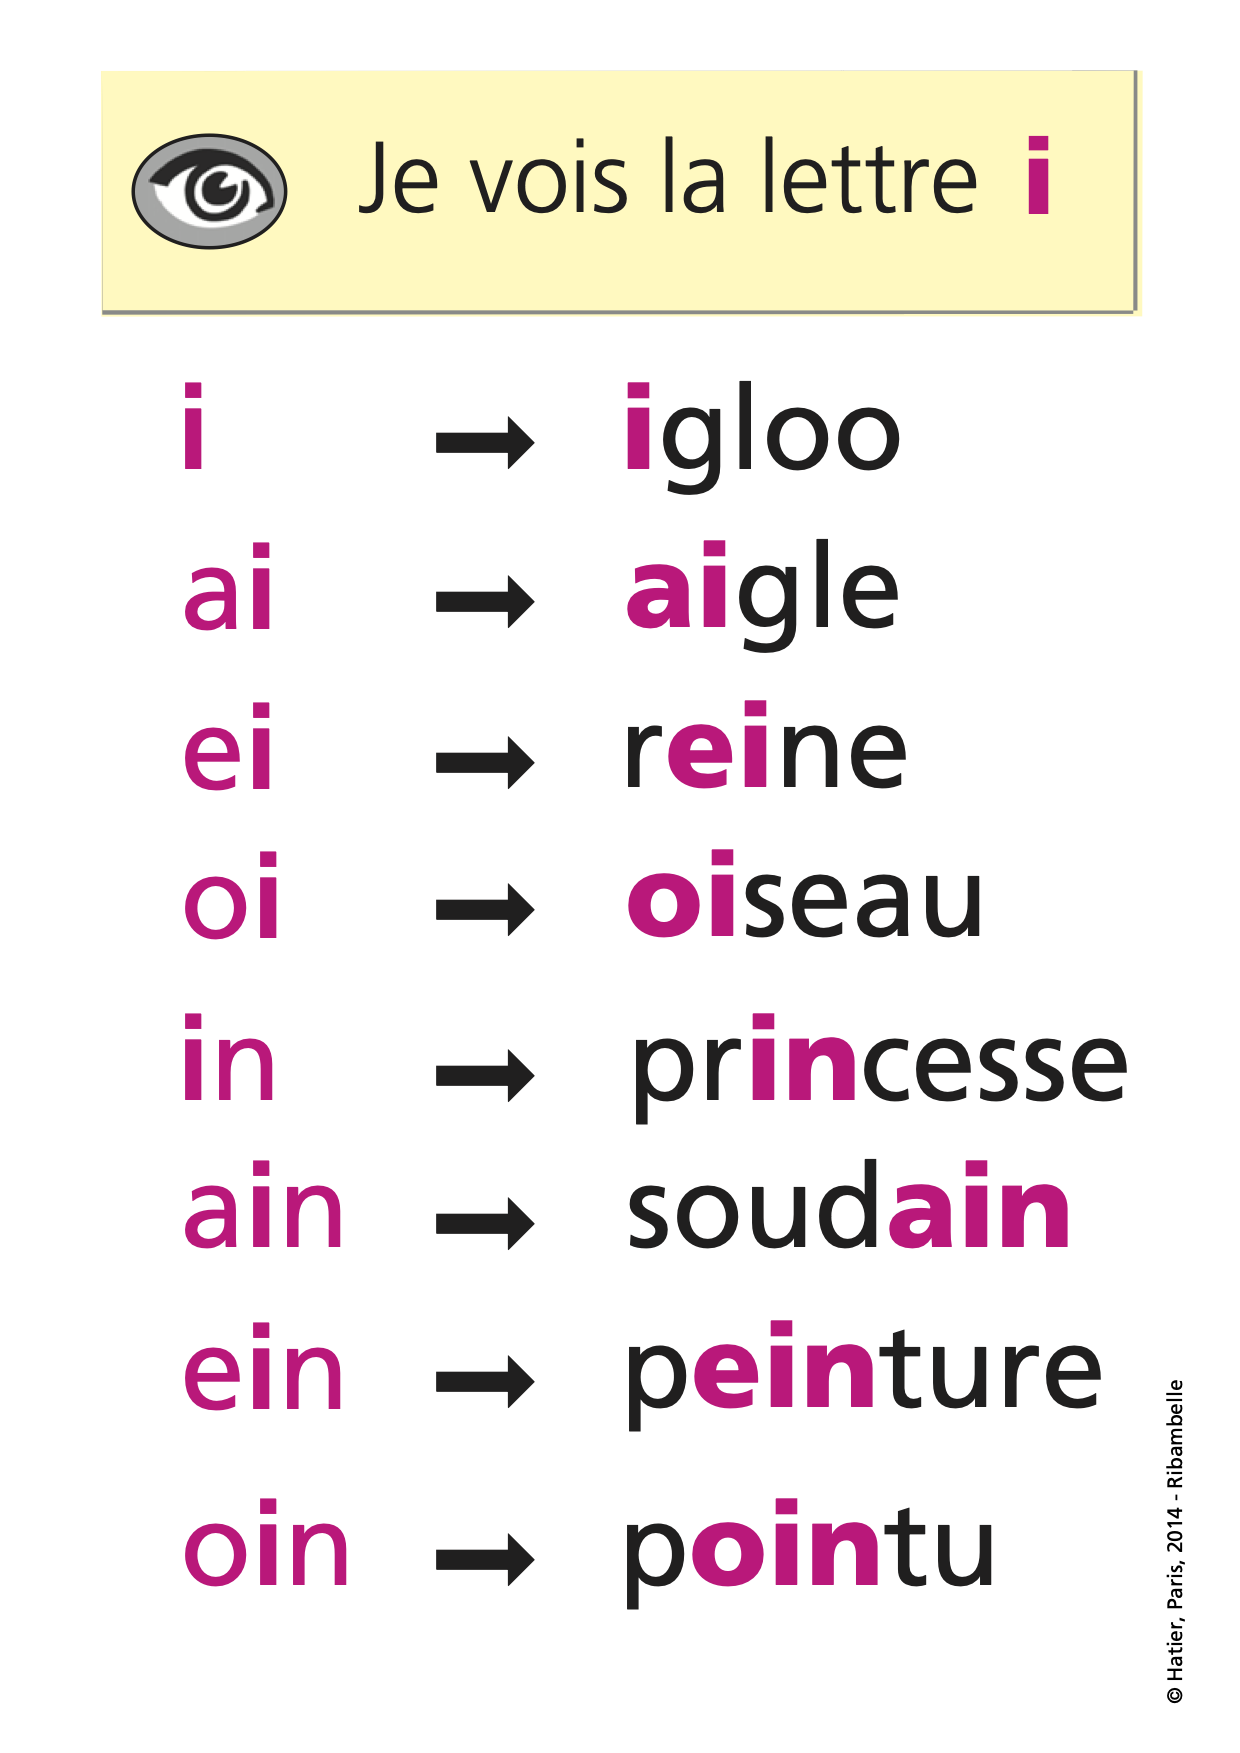 Je vois la lettre i
i → igloo
ai → aigle
ei → reine
oi → oiseau
in → princesse
ain → soudain
ein → peinture
oin → pointu
© Hatier, Paris, 2014 - Ribambelle